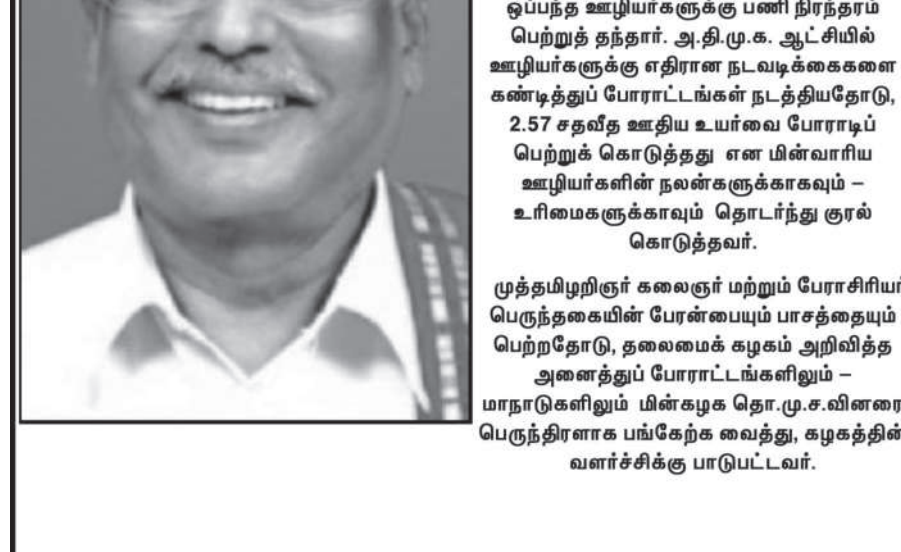 ஒப்பந்த ஊழியர்களுக்கு பணி நிரந்தரம்
பெற்றுத் தந்தார். அ.தி.மு.க. ஆட்சியில்
ஊழியர்களுக்கு எதிரான நடவடிக்கைகளை
கண்டித்துப் போராட்டங்கள் நடத்தியதோடு,
2.57 சதவீத ஊதிய உயர்வை போராடிப்
பெற்றுக் கொடுத்தது என மின்வாரிய
ஊழியர்களின் நலன்களுக்காகவும் –
உரிமைகளுக்காவும் தொடர்ந்து குரல்
கொடுத்தவர்.
முத்தமிழறிஞர் கலைஞர் மற்றும் பேராசிரியர்
பெருந்தகையின் பேரன்பையும் பாசத்தையும்
பெற்றதோடு, தலைமைக் கழகம் அறிவித்த
அனைத்துப் போராட்டங்களிலும் –
மாநாடுகளிலும் மின்கழக தொ.மு.ச.வினரை
பெருந்திரளாக பங்கேற்க வைத்து, கழகத்தின்
வளர்ச்சிக்கு பாடுபட்டவர்.